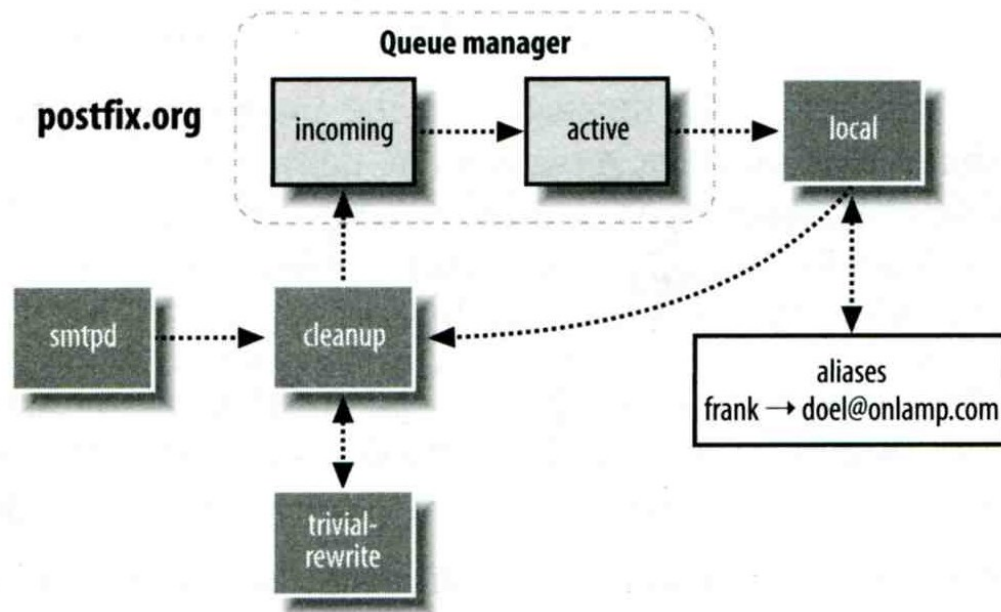 Queue manager
postfix.org
incoming
active
local
smtpd
cleanup
aliases
frank → doel@onlamp.com
trivial-
rewrite